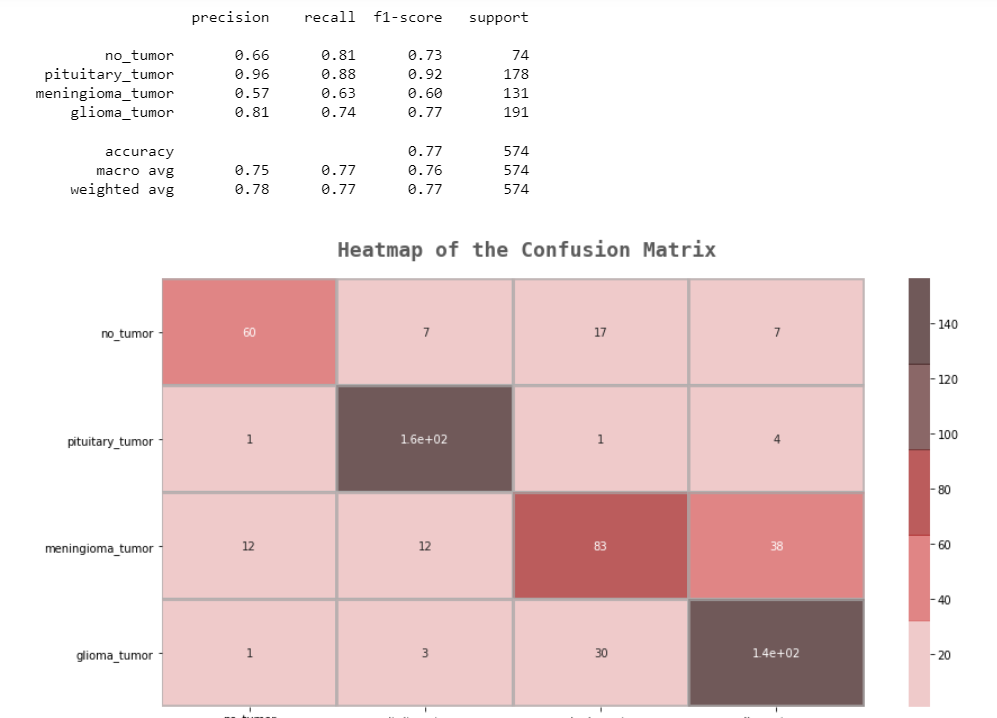 precision recall f1-score support
no_tumor 0.66 0.81 0.73 74
pituitary_tumor 0.96 0.88 0.92 178
meningioma_tumor 0.57 0.63 0.60 131
glioma_tumor 0.81 0.74 0.77 191
accuracy 0.77 574
macro avg 0.75 0.77 0.76 574
weighted avg 0.78 0.77 0.77 574
Heatmap of the Confusion Matrix
no_tumor 60 7 17 7
pituitary_tumor 1 1.6e+02 1 4
meningioma_tumor 12 12 83 38
glioma_tumor 1 3 30 1.4e+02
140
120
100
80
60
40
20